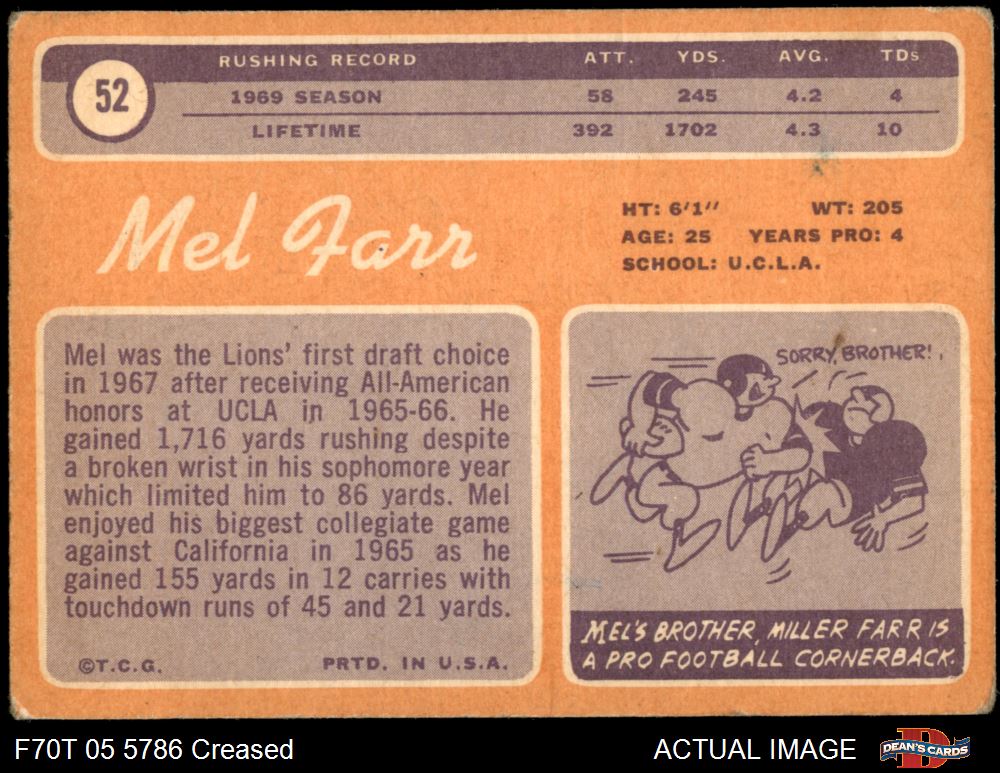 52
RUSHING RECORD ATT. YDS. AVG. TDs
1969 SEASON 58 245 4.2 4
LIFETIME 392 1702 4.3 10
Mel Farr
HT: 6'1" WT: 205
AGE: 25 YEARS PRO: 4
SCHOOL: U.C.L.A.
Mel was the Lions' first draft choice
in 1967 after receiving All-American
honors at UCLA in 1965-66. He
gained 1,716 yards rushing despite
a broken wrist in his sophomore year
which limited him to 86 yards. Mel
enjoyed his biggest collegiate game
against California in 1965 as he
gained 155 yards in 12 carries with
touchdown runs of 45 and 21 yards.
©T.C.G. PRTD. IN U.S.A.
SORRY, BROTHER!
MEL'S BROTHER, MILLER FARR IS
A PRO FOOTBALL CORNERBACK.
F70T 05 5786 Creased
ACTUAL IMAGE
DEAN'S CARDS